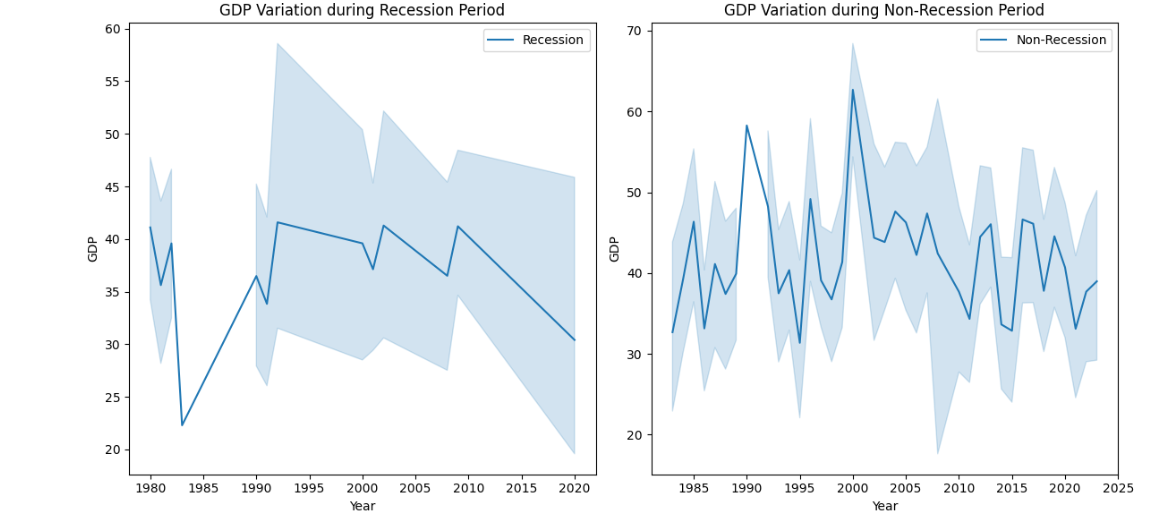 GDP Variation during Recession Period
Recession
GDP
60
55
50
45
40
35
30
25
20
1980 1985 1990 1995 2000 2005 2010 2015 2020
Year
GDP Variation during Non-Recession Period
Non-Recession
GDP
70
60
50
40
30
20
1985 1990 1995 2000 2005 2010 2015 2020 2025
Year